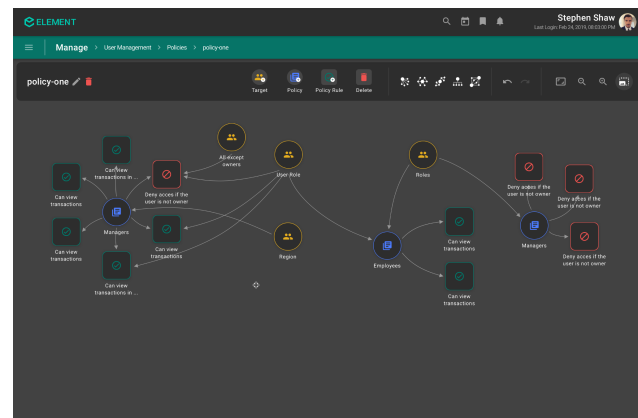 ELEMENT
Stephen Shaw
Last Login: Feb 24, 2019, 08:03:00 PM
Manage > User Management > Policies > policy-one
policy-one
Target
Policy
Policy Rule
Delete
All except
owners
Can view
transactions in ...
User Role
Roles
Can view
transactions
Deny acces if the
user is not owner
Deny acces if the
user is not owner
Deny acces if the
user is not owner
Managers
Can view
transactions
Can view
transactions
Region
Employees
Can view
transactions
Managers
Deny acces if the
user is not owner
Can view
transactions in ...
Can view
transactions